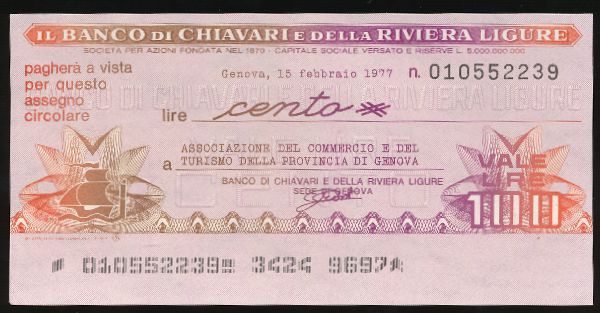 IL BANCO DI CHIAVARI E DELLA RIVIERA LIGURE
SOCIETÀ PER AZIONI FONDATA NEL 1870 - CAPITALE SOCIALE VERSATO E RISERVE L. 5.000.000.000
pagherà a vista
per questo
assegno
circolare
Genova, 15 febbraio 1977 n. 010552239
lire cento
a ASSOCIAZIONE DEL COMMERCIO E DEL
TURISMO DELLA PROVINCIA DI GENOVA
BANCO DI CHIAVARI E DELLA RIVIERA LIGURE
SEDE DI GENOVA
VALE
LRE
100
010552239 3424 9697